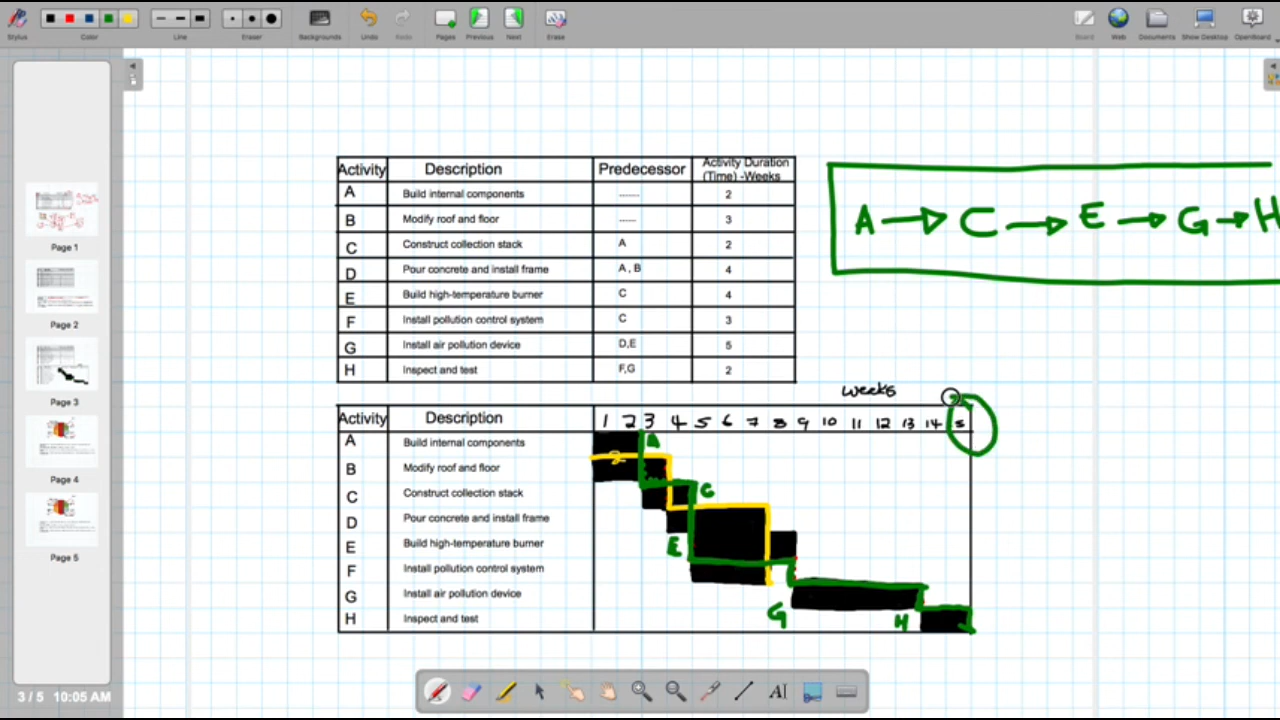 Stylus Color Line Eraser Backgrounds Undo Redo Pages Previous Next Erase Board Web Documents Show Desktop OpenBoard
Page 1
Page 2
Page 3
Page 4
Page 5
3 / 5 10:05 AM
Activity Description Predecessor Activity Duration (Time) -Weeks
A Build internal components ....... 2
B Modify roof and floor ...... 3
C Construct collection stack A 2
D Pour concrete and install frame A , B 4
E Build high-temperature burner C 4
F Install pollution control system C 3
G Install air pollution device D,E 5
H Inspect and test F,G 2
A → C → E → G → H
weeks
Activity Description 1 2 3 4 5 6 7 8 9 10 11 12 13 14 15
A Build internal components A
B Modify roof and floor 2
C Construct collection stack C
D Pour concrete and install frame
E Build high-temperature burner E
F Install pollution control system
G Install air pollution device G
H Inspect and test H
AI